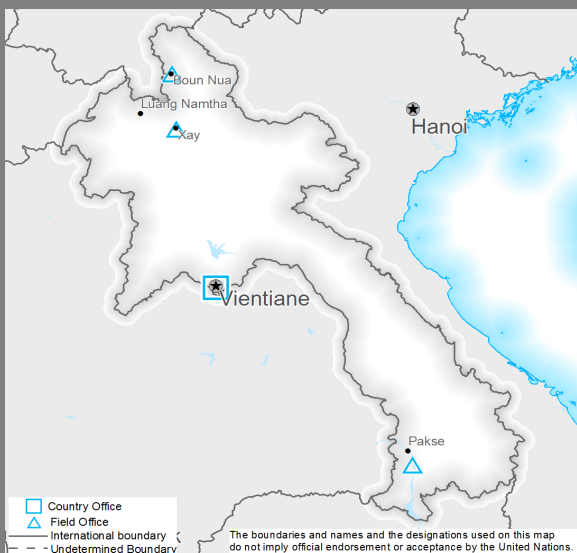 Boun Nua
Luang Namtha
Xay
Hanoi
Vientiane
Pakse
Country Office
Field Office
International boundary
Undetermined Boundary
The boundaries and names and the designations used on this map
do not imply official endorsement or acceptance by the United Nations.